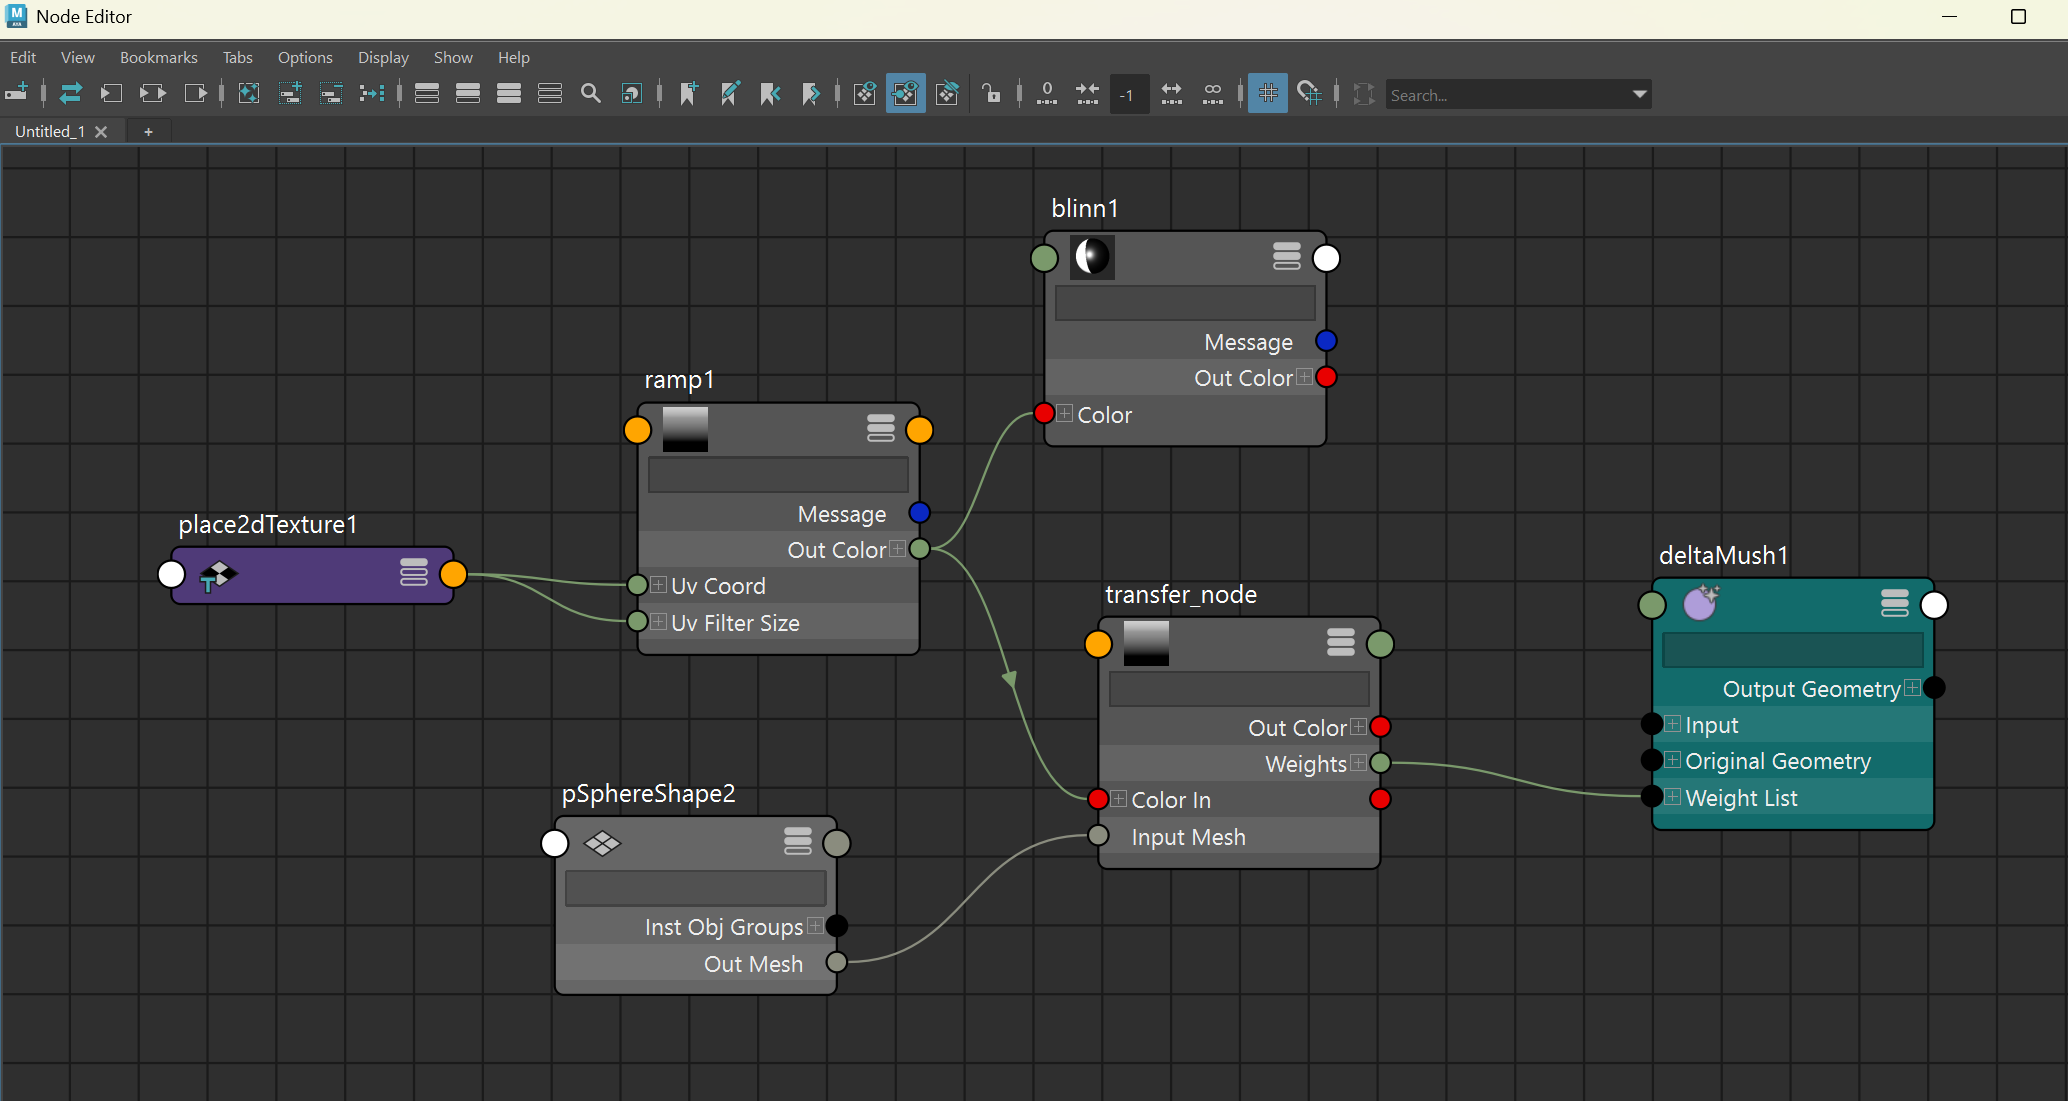 Node Editor
Edit View Bookmarks Tabs Options Display Show Help
0 -1 ∞ Search...
Untitled_1 +
blinn1
Message
Out Color
Color
ramp1
Message
Out Color
Uv Coord
Uv Filter Size
place2dTexture1
deltaMush1
Output Geometry
Input
Original Geometry
Weight List
transfer_node
Out Color
Weights
Color In
Input Mesh
pSphereShape2
Inst Obj Groups
Out Mesh